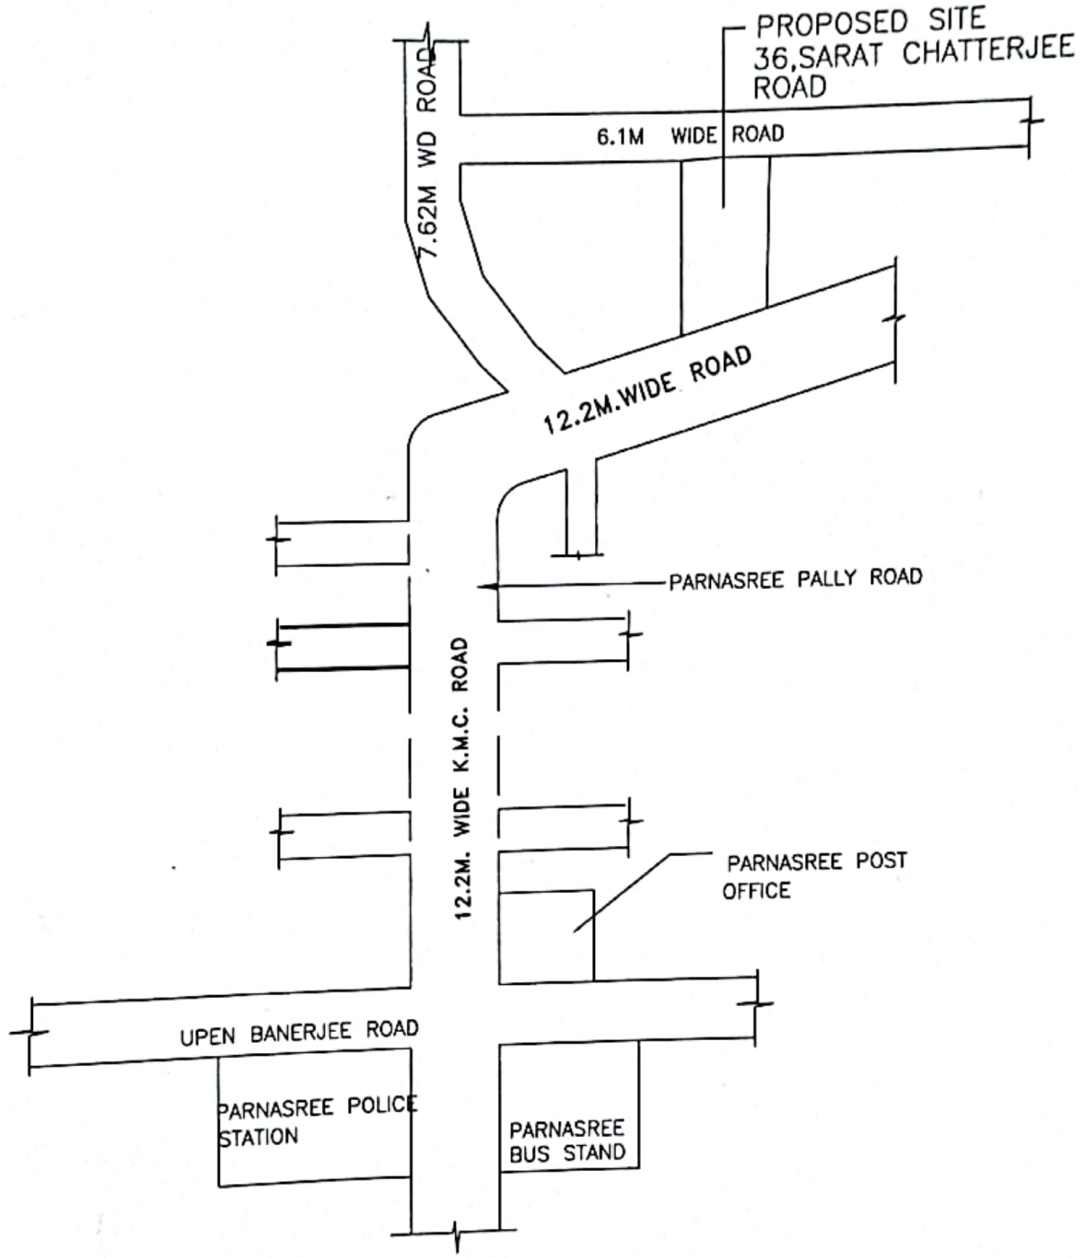 PROPOSED SITE
36,SARAT CHATTERJEE
ROAD
7.62M WD ROAD
6.1M WIDE ROAD
12.2M.WIDE ROAD
PARNASREE PALLY ROAD
12.2M. WIDE K.M.C. ROAD
PARNASREE POST
OFFICE
UPEN BANERJEE ROAD
PARNASREE POLICE
STATION
PARNASREE
BUS STAND